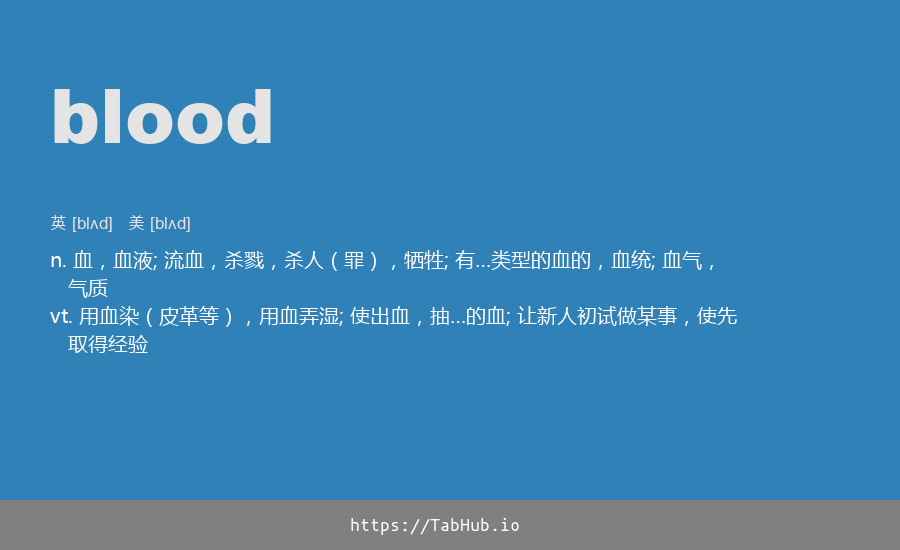 blood
英 [blʌd] 美 [blʌd]
n. 血，血液; 流血，杀戮，杀人（罪），牺牲; 有…类型的血的，血统; 血气，
气质
vt. 用血染（皮革等），用血弄湿; 使出血，抽…的血; 让新人初试做某事，使先
取得经验
https://TabHub.io